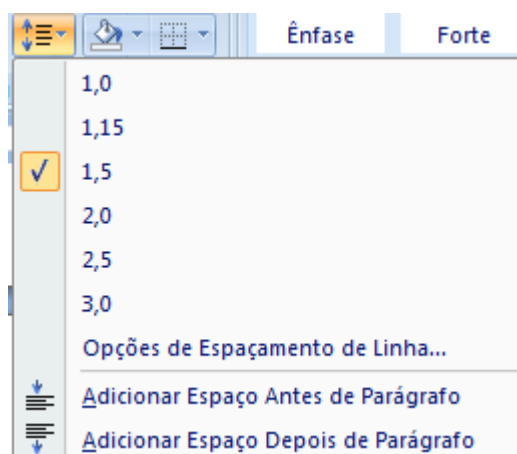 Ênfase Forte
1,0
1,15
1,5
2,0
2,5
3,0
Opções de Espaçamento de Linha...
Adicionar Espaço Antes de Parágrafo
Adicionar Espaço Depois de Parágrafo